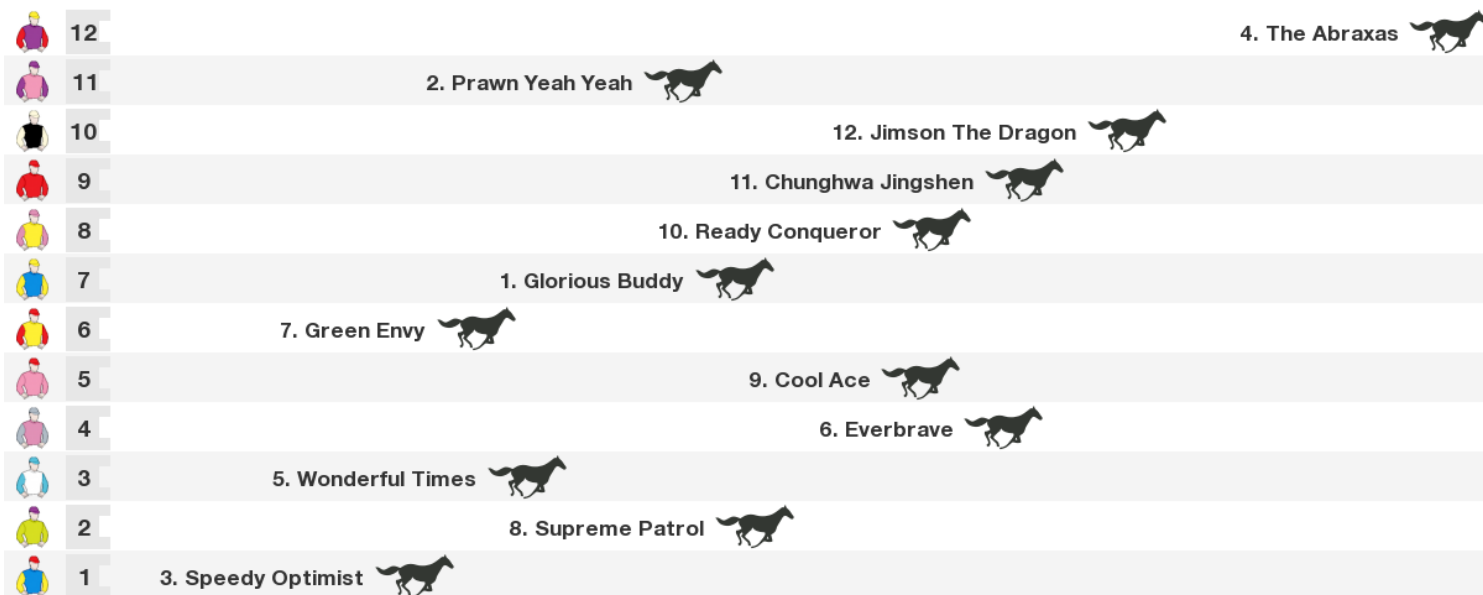 12 4. The Abraxas
11 2. Prawn Yeah Yeah
10 12. Jimson The Dragon
9 11. Chunghwa Jingshen
8 10. Ready Conqueror
7 1. Glorious Buddy
6 7. Green Envy
5 9. Cool Ace
4 6. Everbrave
3 5. Wonderful Times
2 8. Supreme Patrol
1 3. Speedy Optimist